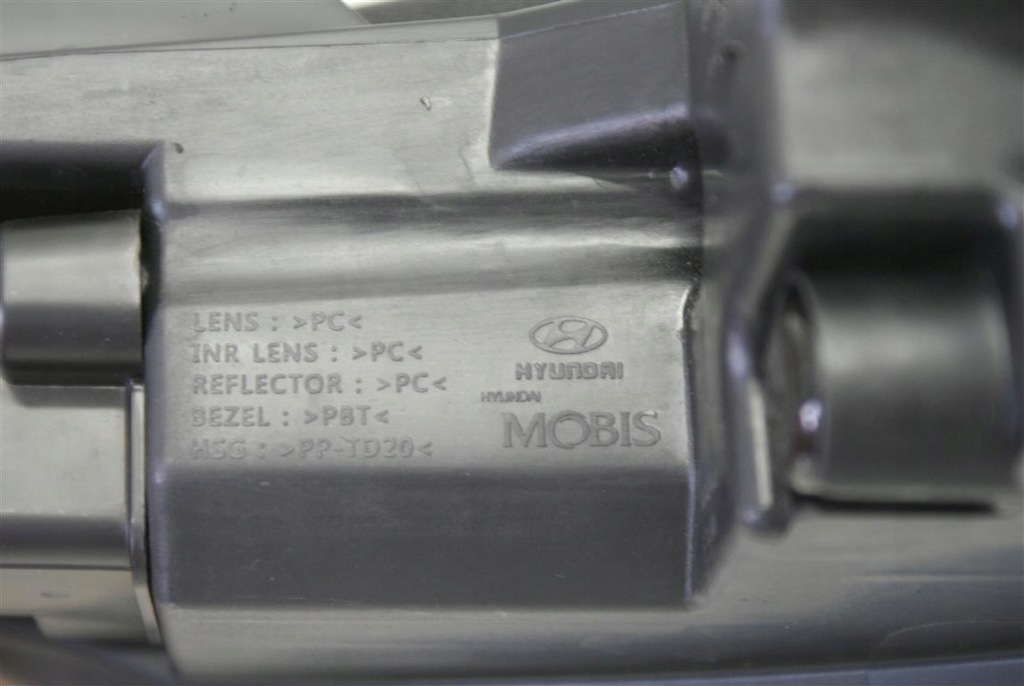 LENS : >PC<
INR LENS : >PC<
REFLECTOR : >PC<
BEZEL : >PBT<
HSG : >PP-TD20<
HYUNDAI
HYUNDAI
MOBIS